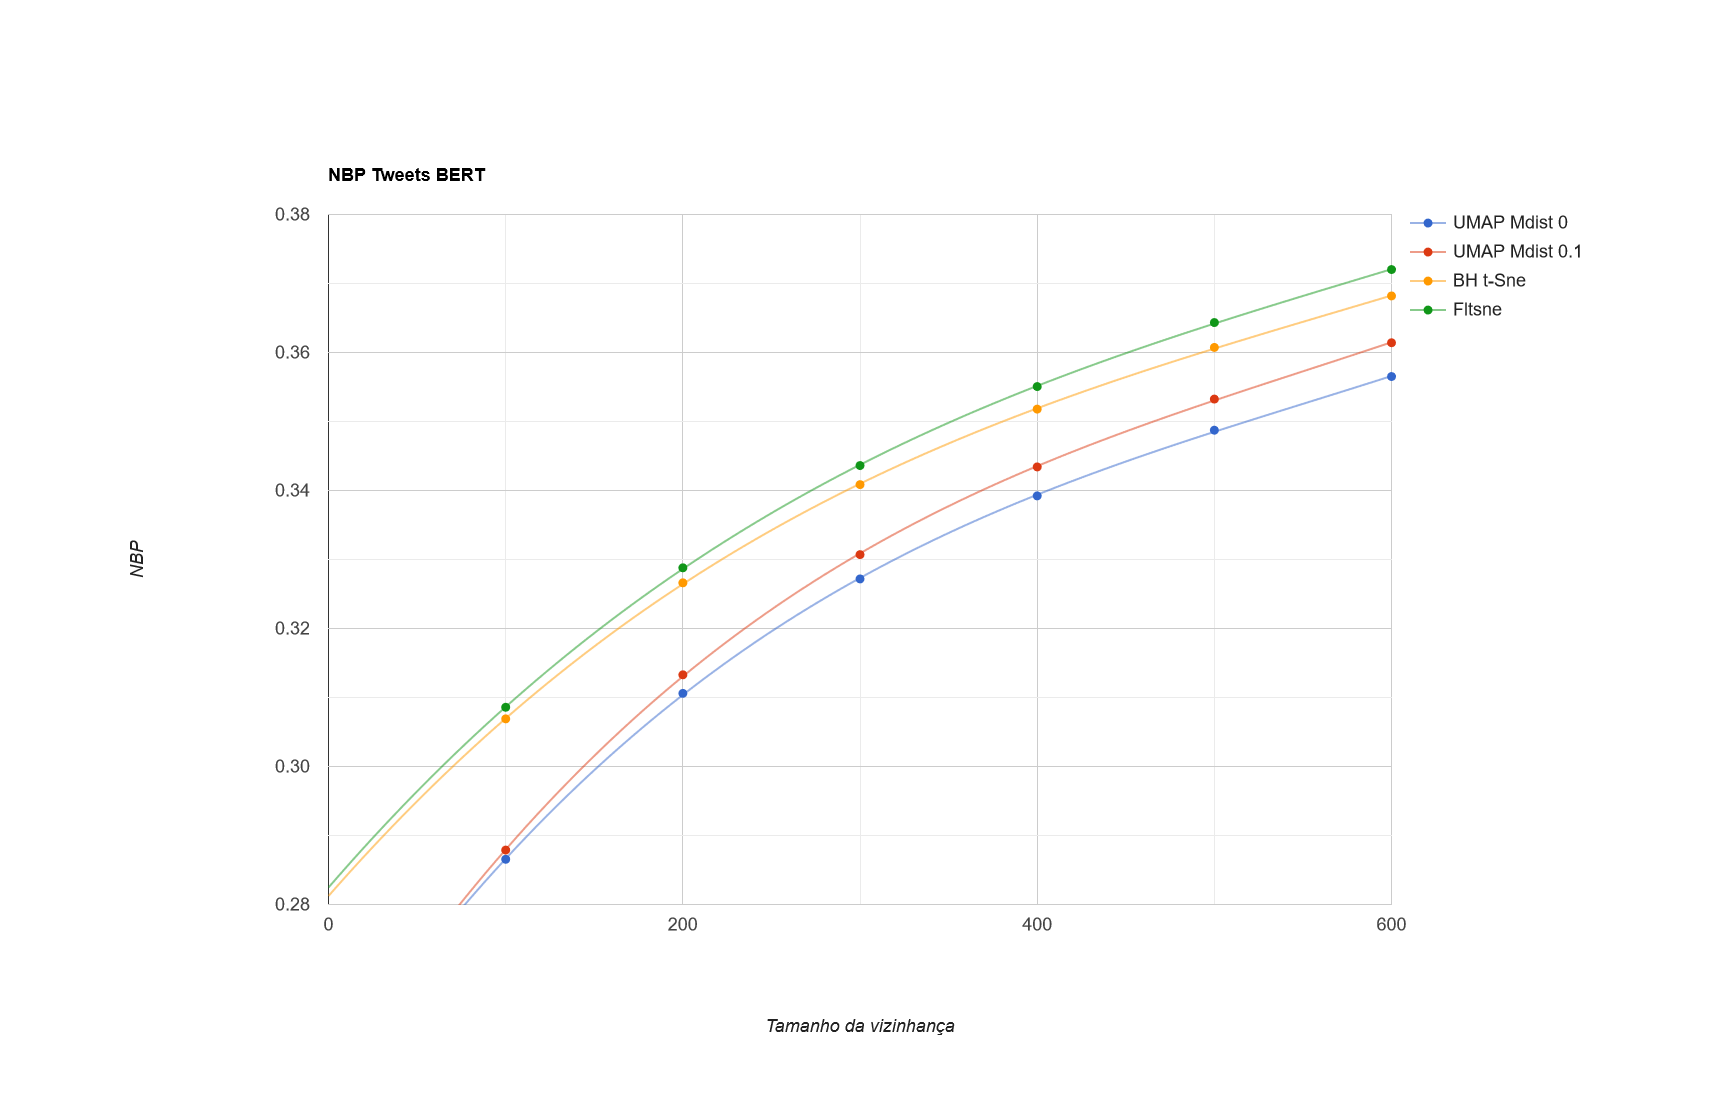 NBP Tweets BERT
0.38
0.36
0.34
0.32
0.30
0.28
0
200
400
600
NBP
Tamanho da vizinhança
UMAP Mdist 0
UMAP Mdist 0.1
BH t-Sne
FItsne